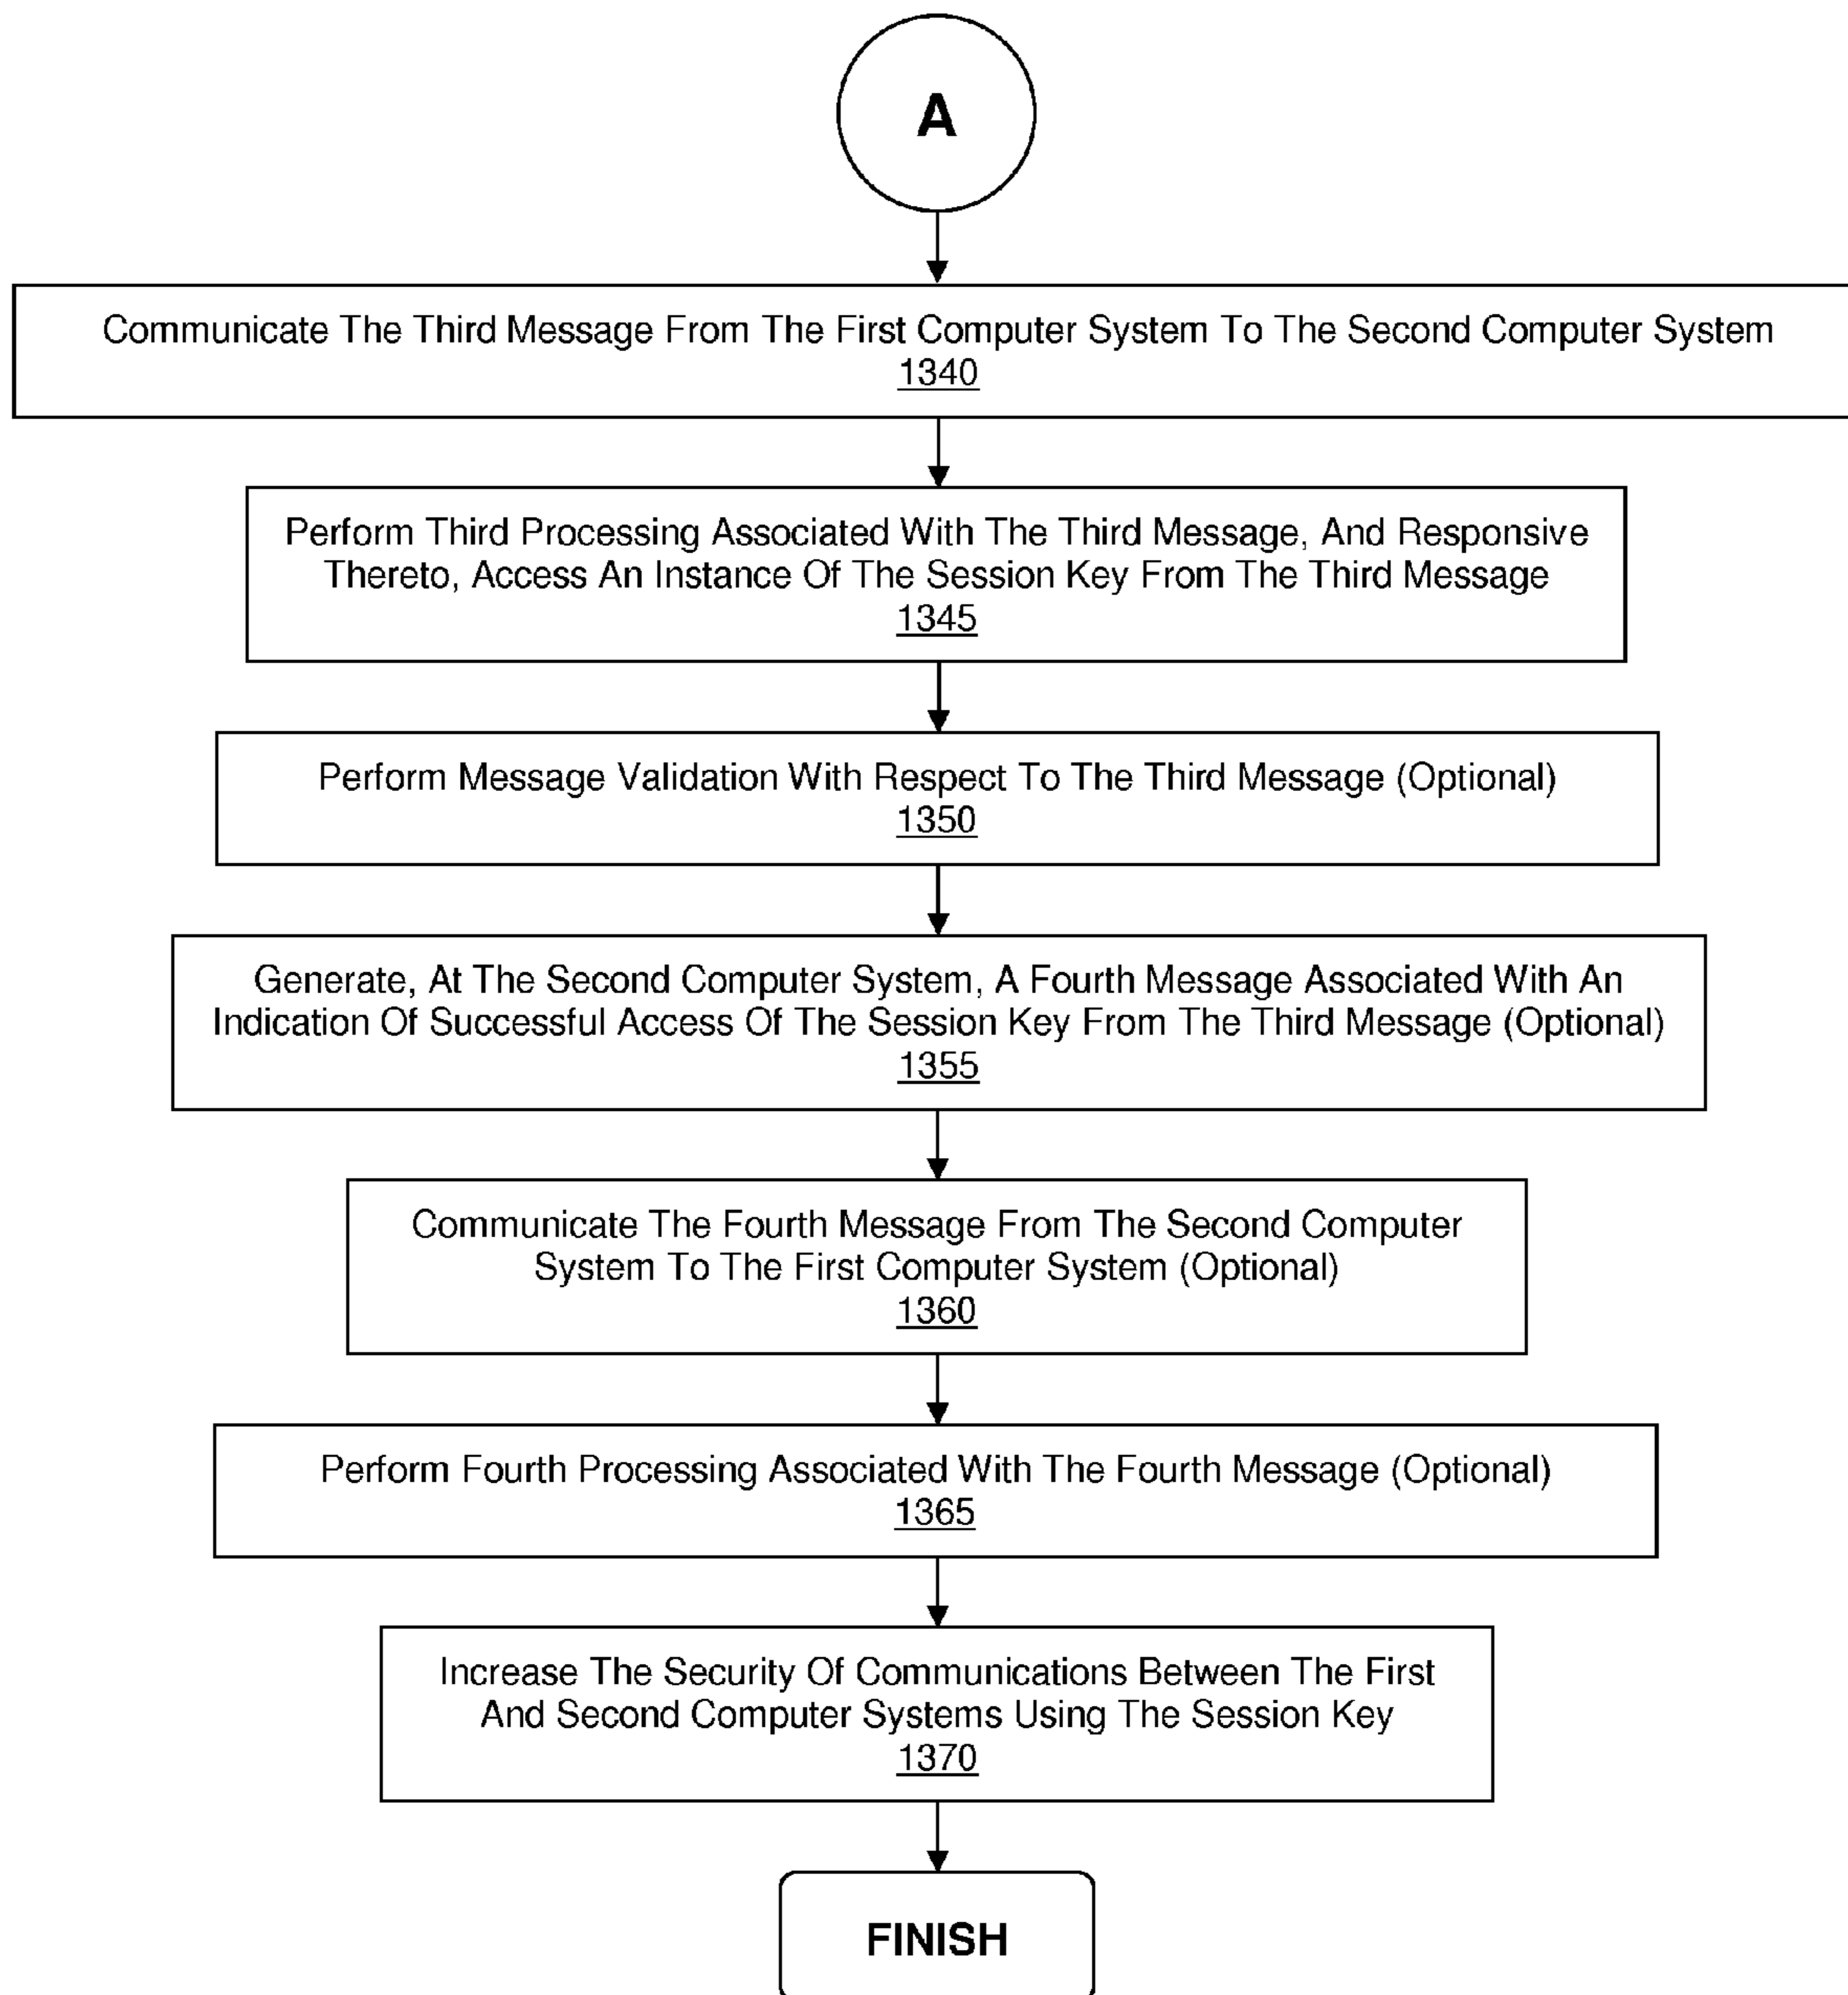 A
Communicate The Third Message From The First Computer System To The Second Computer System
1340
Perform Third Processing Associated With The Third Message, And Responsive
Thereto, Access An Instance Of The Session Key From The Third Message
1345
Perform Message Validation With Respect To The Third Message (Optional)
1350
Generate, At The Second Computer System, A Fourth Message Associated With An
Indication Of Successful Access Of The Session Key From The Third Message (Optional)
1355
Communicate The Fourth Message From The Second Computer
System To The First Computer System (Optional)
1360
Perform Fourth Processing Associated With The Fourth Message (Optional)
1365
Increase The Security Of Communications Between The First
And Second Computer Systems Using The Session Key
1370
FINISH